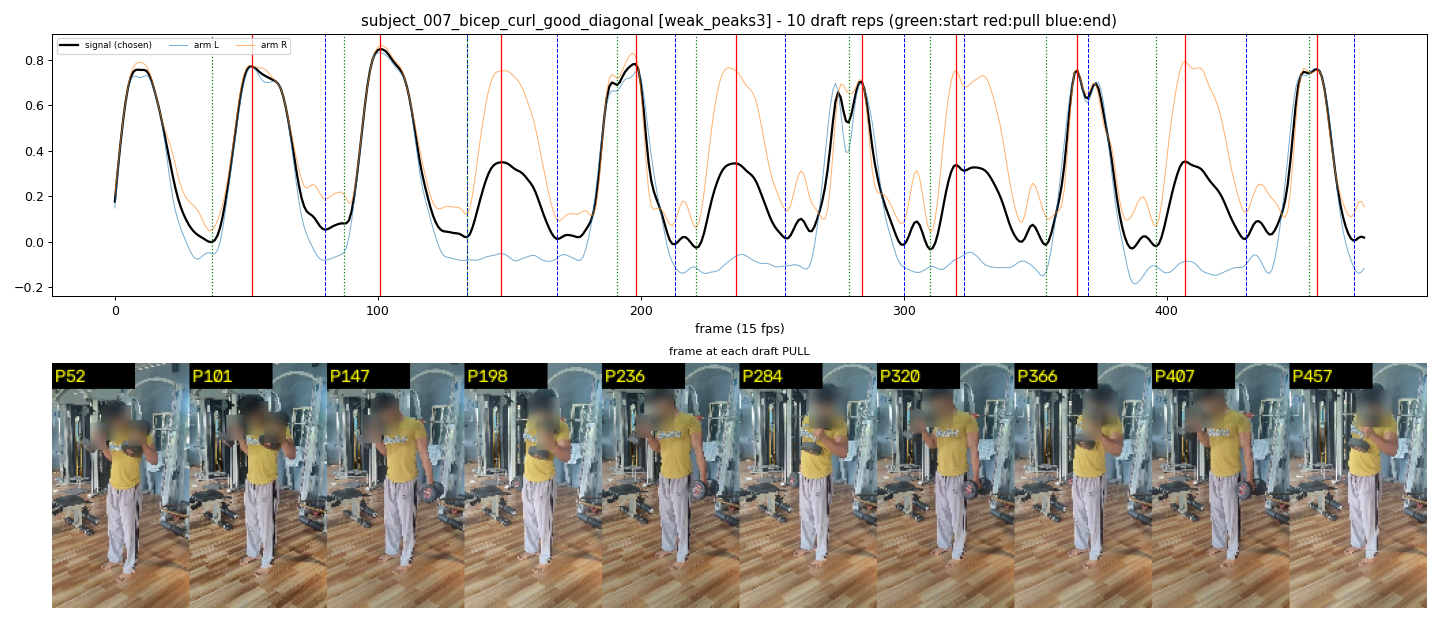 subject_007_bicep_curl_good_diagonal [weak_peaks3] - 10 draft reps (green:start red:pull blue:end)
signal (chosen) arm L arm R
0.8
0.6
0.4
0.2
0.0
−0.2
0 100 200 300 400
frame (15 fps)
frame at each draft PULL
P52 P101 P147 P198 P236 P284 P320 P366 P407 P457